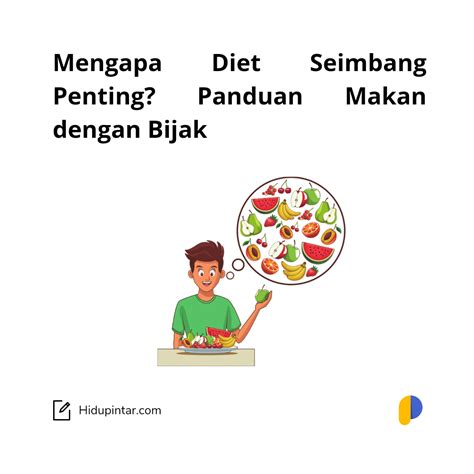 Mengapa Diet Seimbang
Penting? Panduan Makan
dengan Bijak
Hidupintar.com